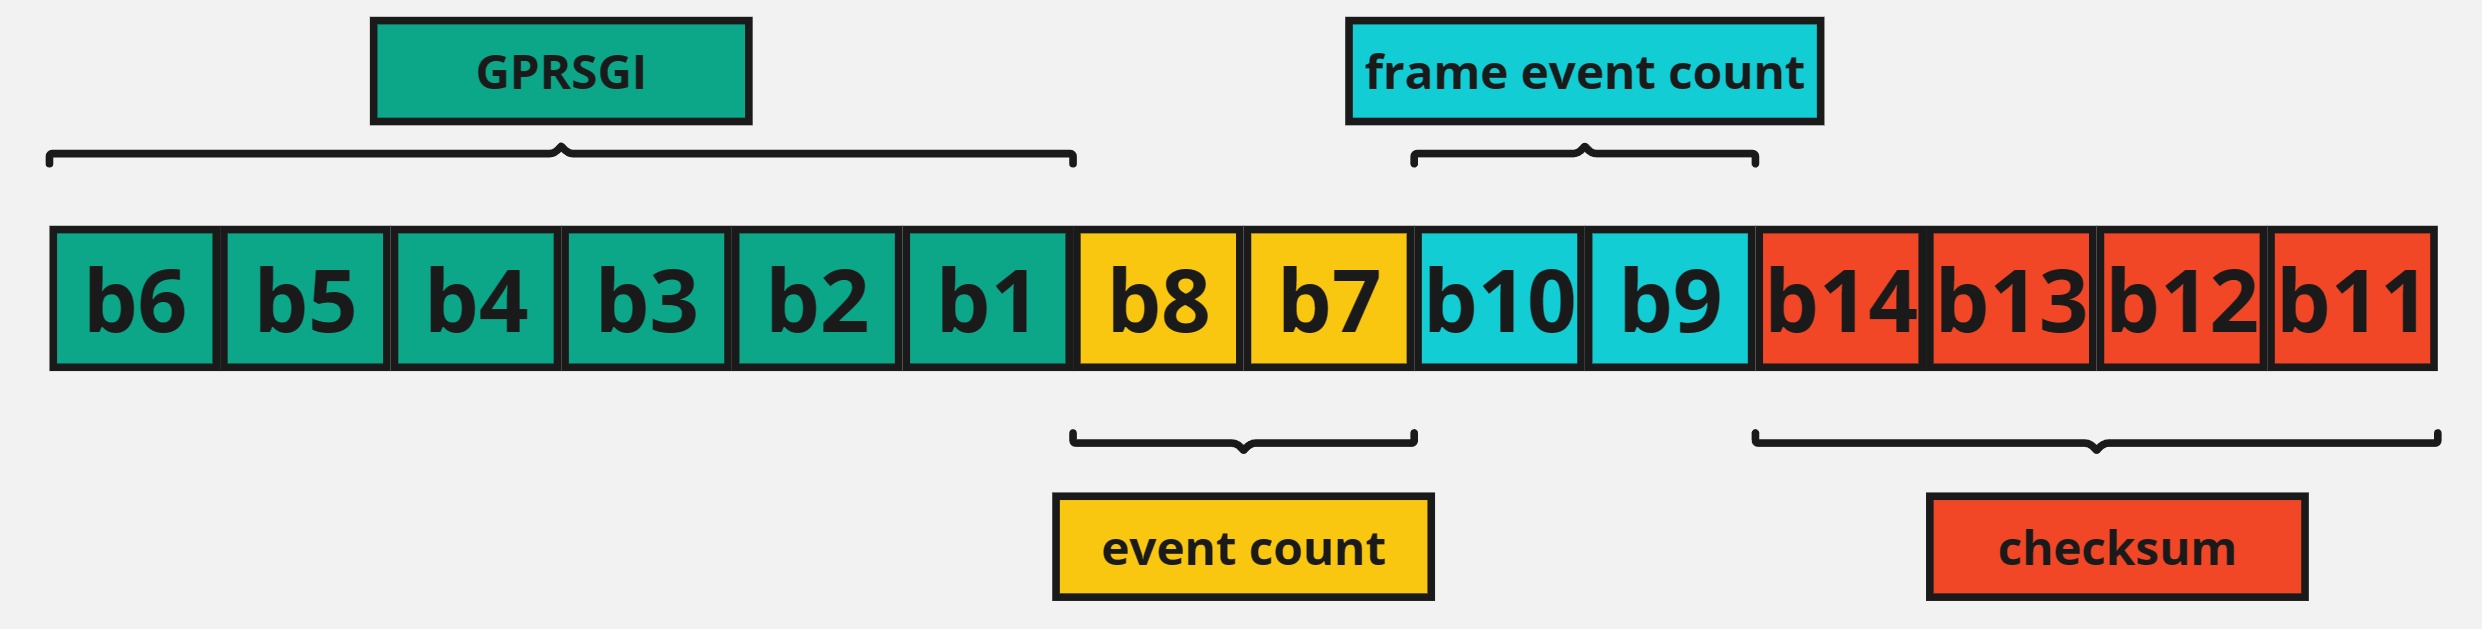 GPRSGI
frame event count
b6 b5 b4 b3 b2 b1 b8 b7 b10 b9 b14 b13 b12 b11
event count
checksum